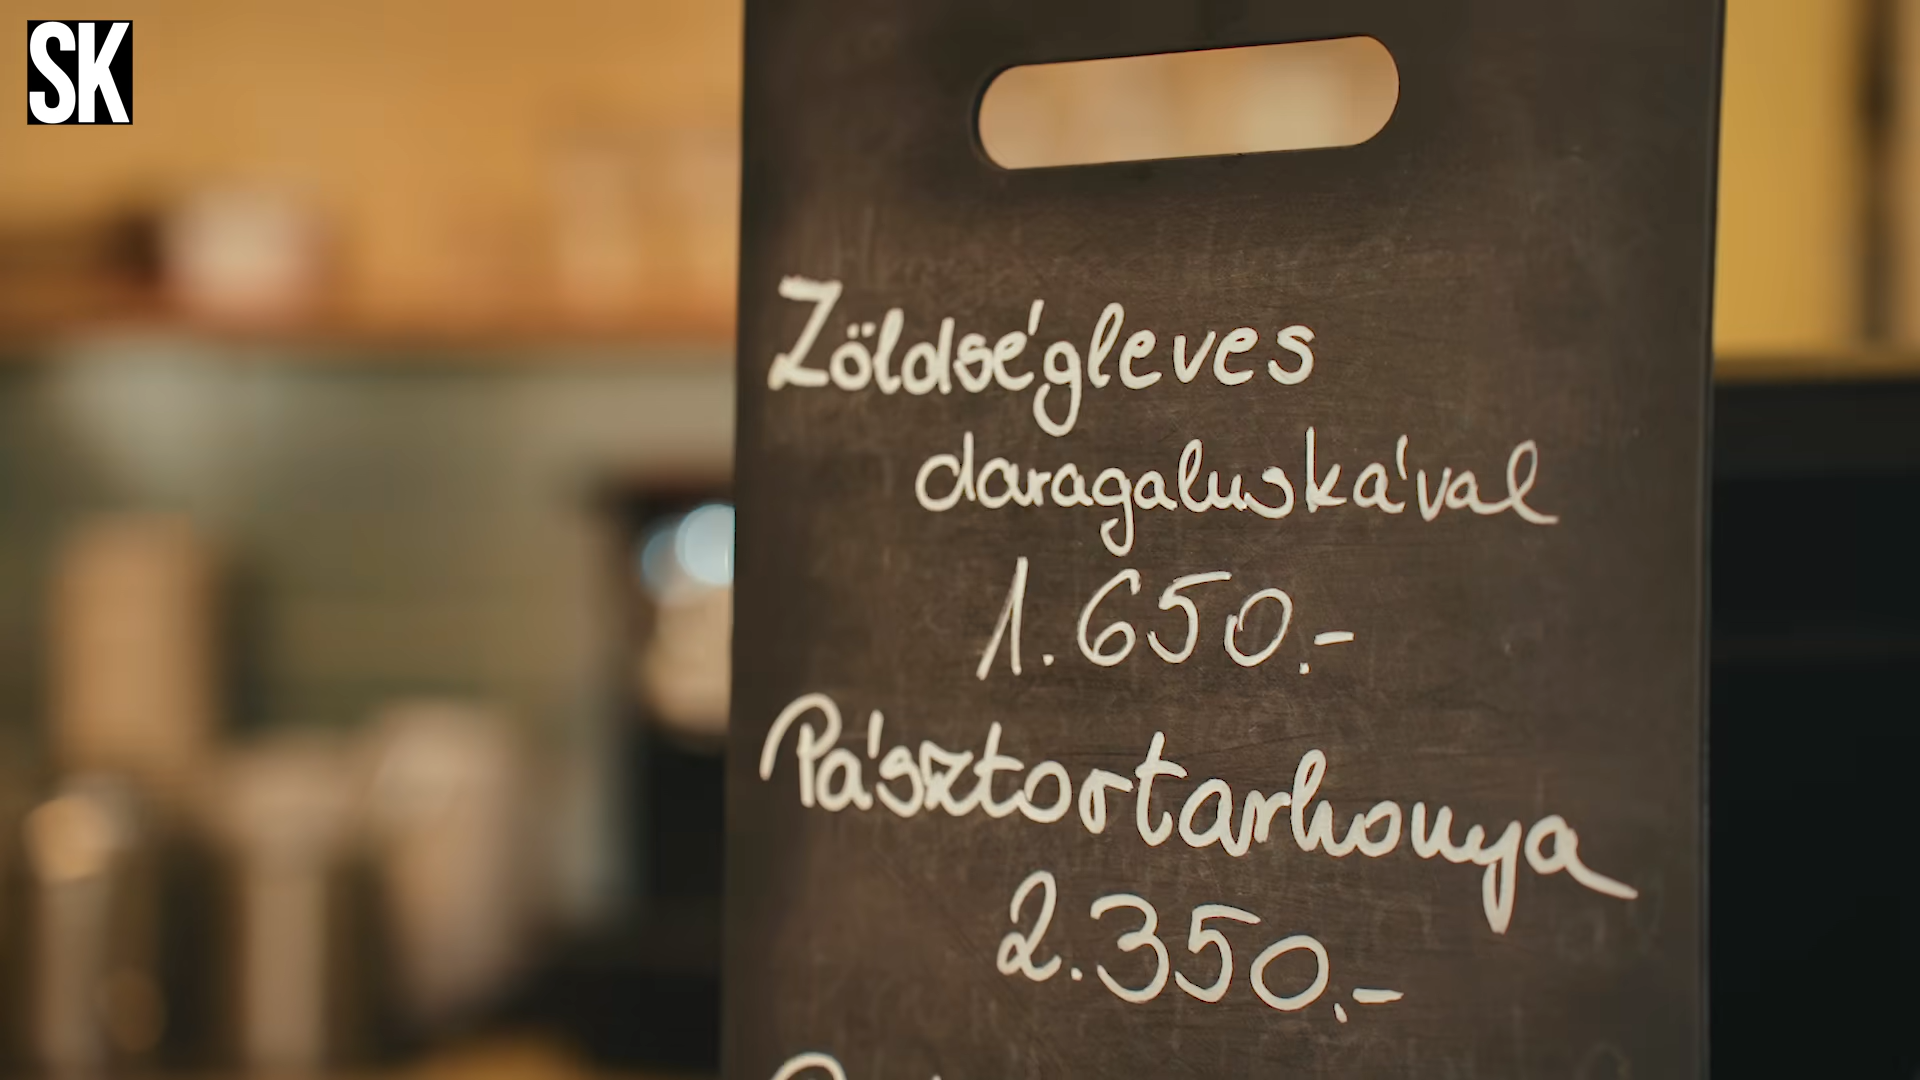 SK
Zöldségleves
daragaluskával
1.650.-
Pásztortarhonya
2.350.-